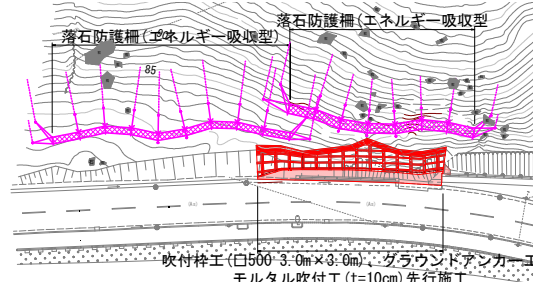 落石防護柵(エネルギー吸収型
落石防護柵(エネルギー吸収型)
85
吹付枠工(□500 3.0m×3.0m)、グラウンドアンカー工
モルタル吹付工(t=10cm)先行施工